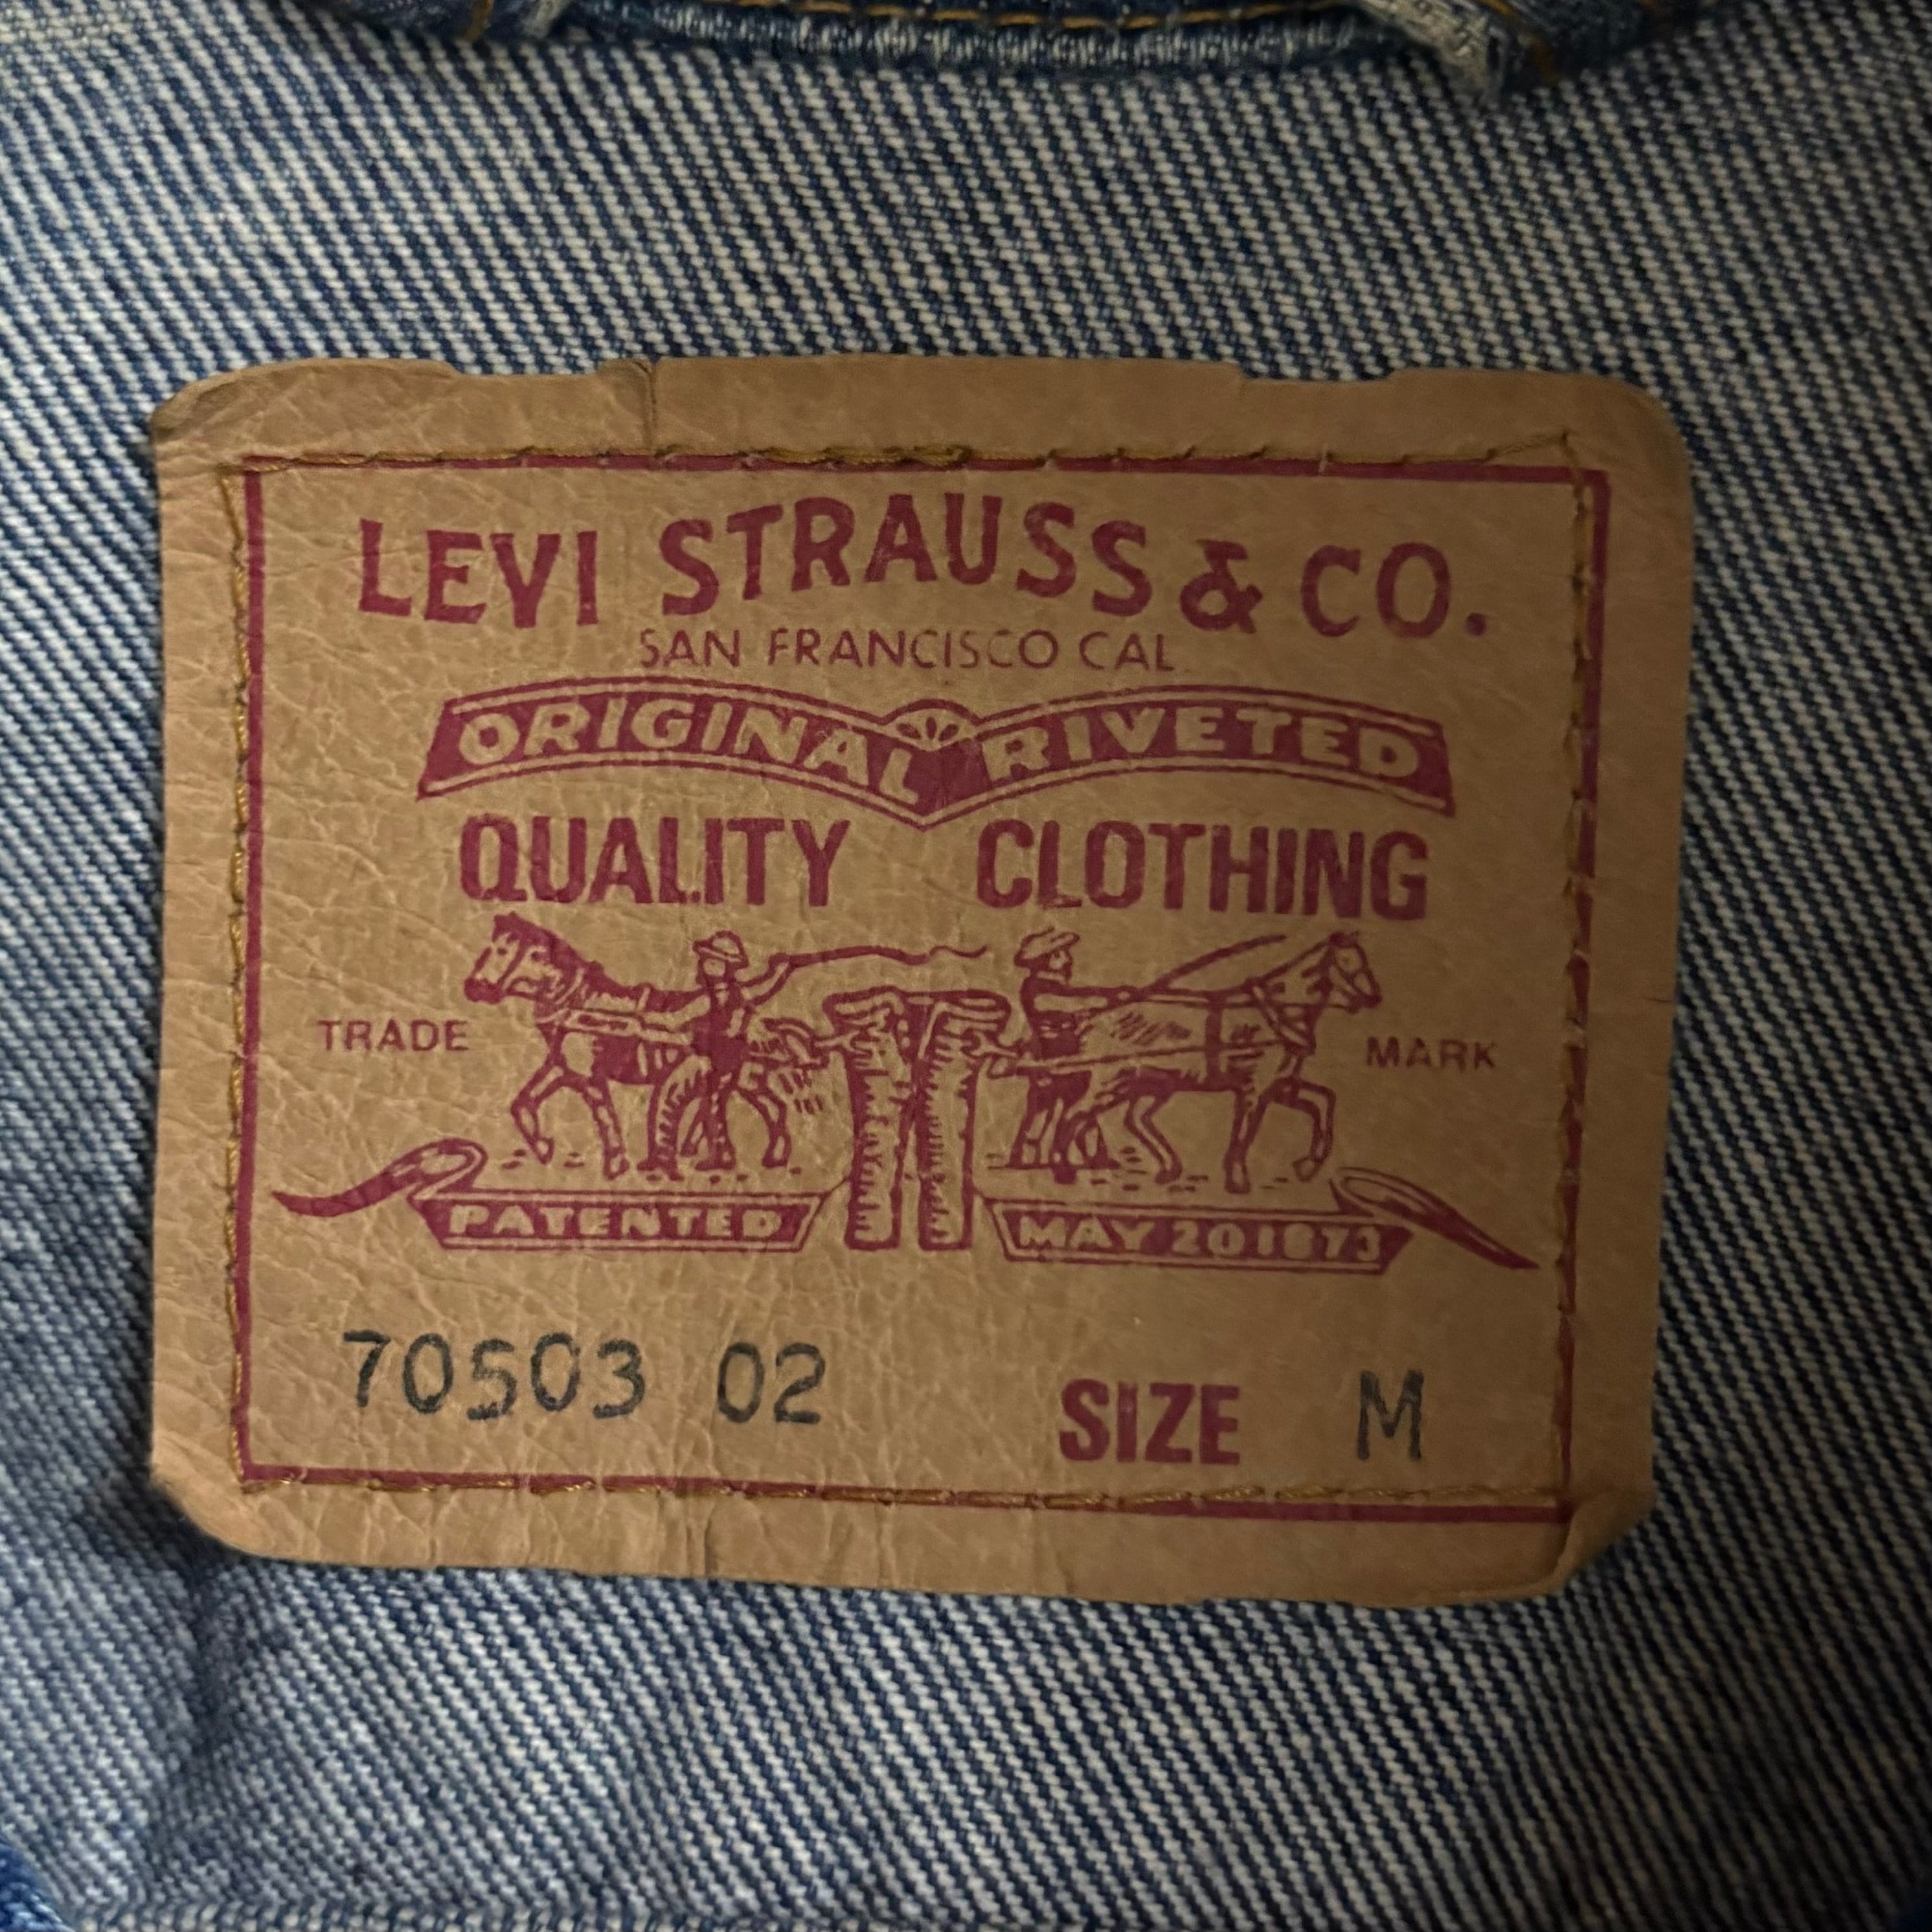 LEVI STRAUSS & CO.
SAN FRANCISCO CAL
ORIGINAL RIVETED
QUALITY CLOTHING
TRADE MARK
PATENTED MAY 20 1873
70503 02 SIZE M